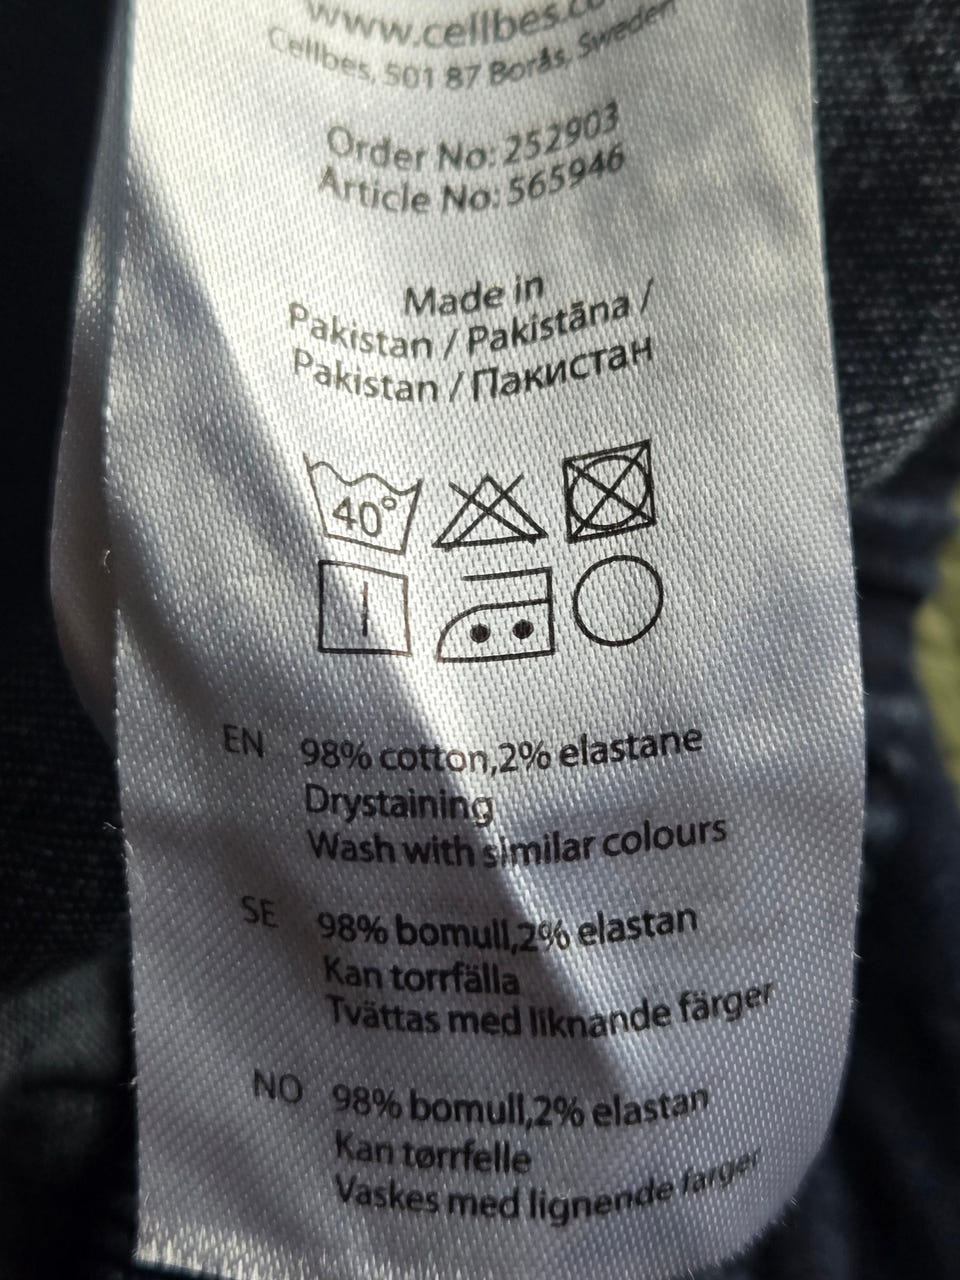 www.cellbes.co
Cellbes, 501 87 Borås, Sweden
Order No: 252903
Article No: 565946
Made in
Pakistan / Pakistāna /
Pakistan / Пакистан
40°
EN 98% cotton,2% elastane
Drystaining
Wash with similar colours
SE 98% bomull,2% elastan
Kan torrfälla
Tvättas med liknande färger
NO 98% bomull,2% elastan
Kan tørrfelle
Vaskes med lignende farger